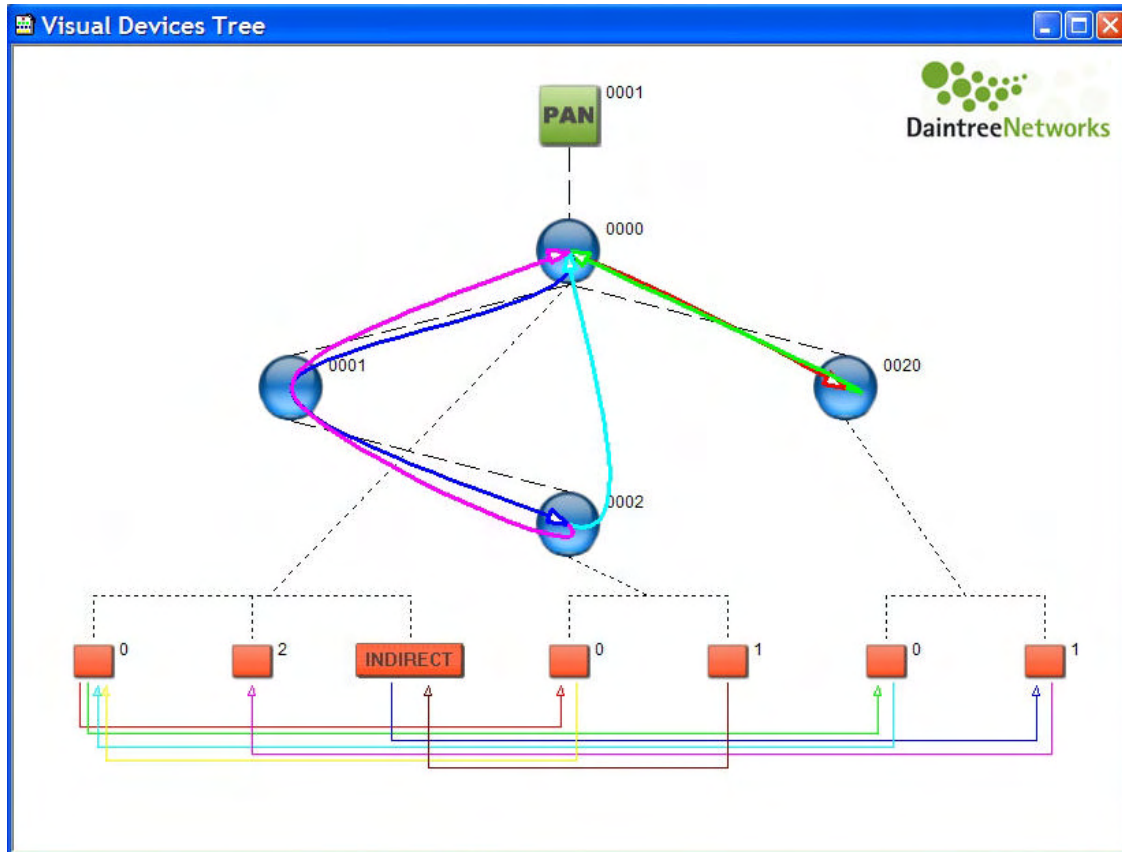 Visual Devices Tree
PAN
0001
DaintreeNetworks
0000
0001
0020
0002
0
2
INDIRECT
0
1
0
1